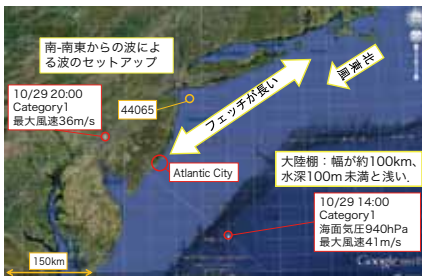 南-南東からの波によ
る波のセットアップ
北東風
10/29 20:00
Category1
最大風速36m/s
44065
フェッチが長い
Atlantic City
大陸棚：幅が約100km、
水深100m未満と浅い.
10/29 14:00
Category1
海面気圧940hPa
最大風速41m/s
150km
Google